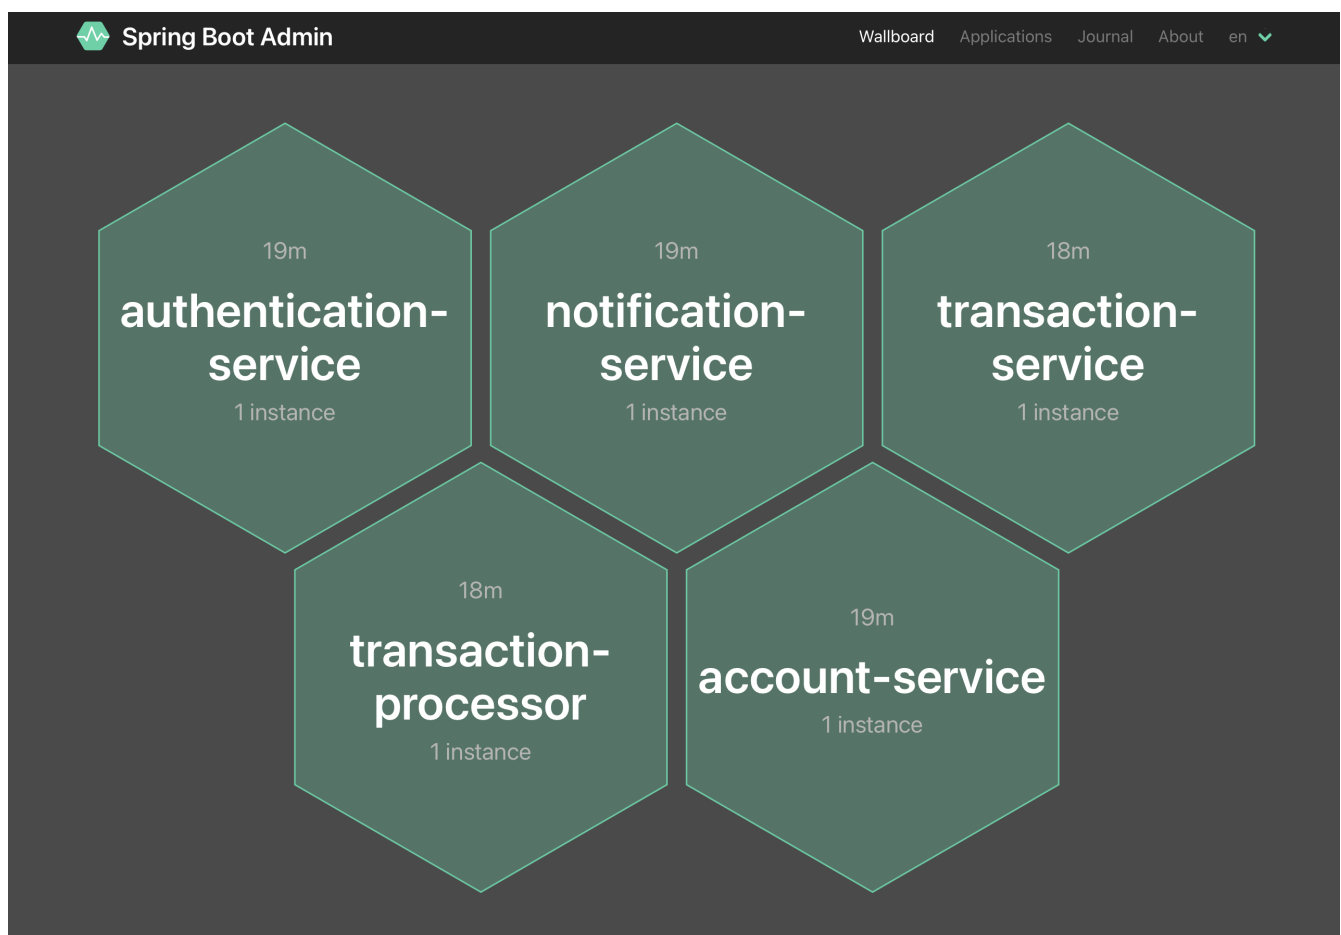 Spring Boot Admin
Wallboard Applications Journal About en
19m
authentication-
service
1 instance
19m
notification-
service
1 instance
18m
transaction-
service
1 instance
18m
transaction-
processor
1 instance
19m
account-service
1 instance